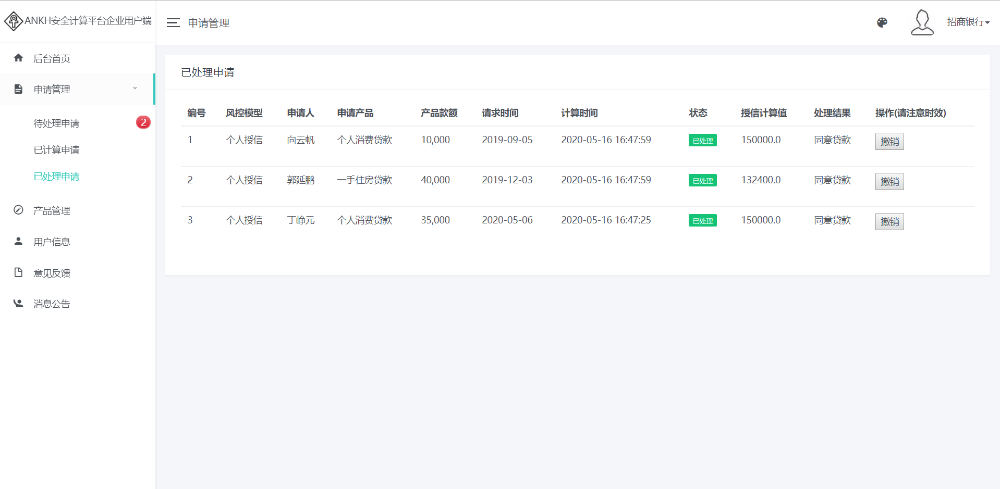 ANKH安全计算平台企业用户端
申请管理
招商银行
后台首页
申请管理
待处理申请 2
已计算申请
已处理申请
产品管理
用户信息
意见反馈
消息公告
已处理申请
编号 风控模型 申请人 申请产品 产品款额 请求时间 计算时间 状态 授信计算值 处理结果 操作(请注意时效)
1 个人授信 向云帆 个人消费贷款 10,000 2019-09-05 2020-05-16 16:47:59 已处理 150000.0 同意贷款 撤销
2 个人授信 郭延鹏 一手住房贷款 40,000 2019-12-03 2020-05-16 16:47:59 已处理 132400.0 同意贷款 撤销
3 个人授信 丁峥元 个人消费贷款 35,000 2020-05-06 2020-05-16 16:47:25 已处理 150000.0 同意贷款 撤销